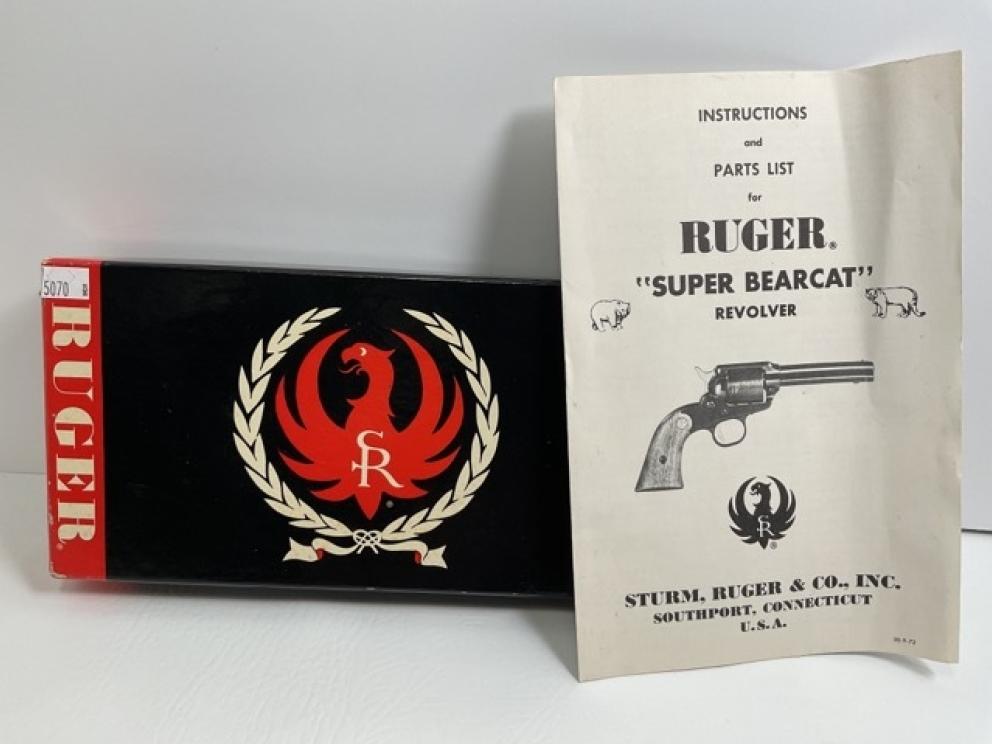 5070
RUGER®
SR
®
INSTRUCTIONS
and
PARTS LIST
for
RUGER®
"SUPER BEARCAT"
REVOLVER
SR
®
STURM, RUGER & CO., INC.
SOUTHPORT, CONNECTICUT
U.S.A.